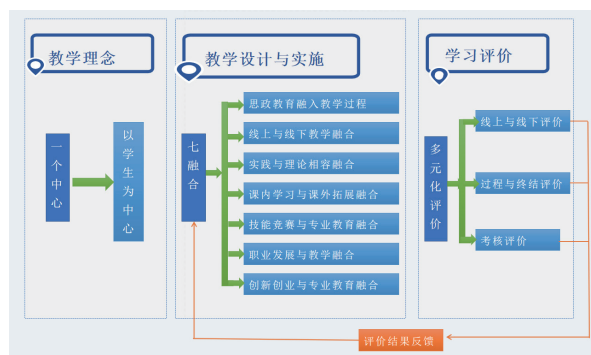 教学理念
一个中心
以学生为中心
教学设计与实施
七融合
思政教育融入教学过程
线上与线下教学融合
实践与理论相容融合
课内学习与课外拓展融合
技能竞赛与专业教育融合
职业发展与教学融合
创新创业与专业教育融合
学习评价
多元化评价
线上与线下评价
过程与终结评价
考核评价
评价结果反馈